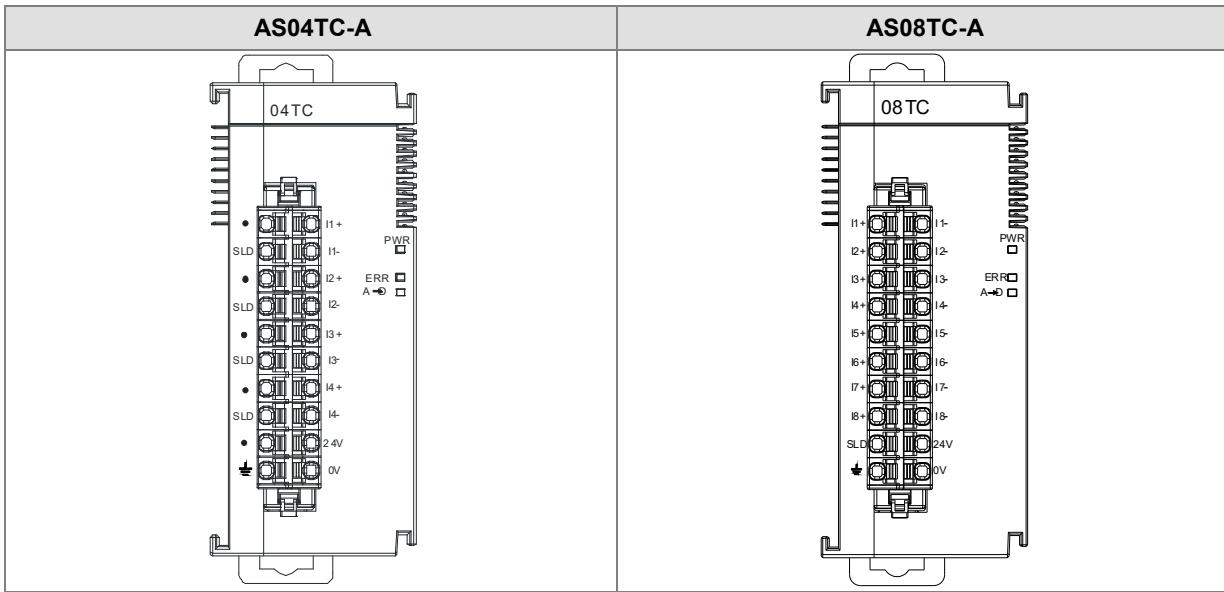 AS04TC-A
AS08TC-A
04TC
• I1+
SLD I1-
• I2+
SLD I2-
• I3+
SLD I3-
• I4+
SLD I4-
• 24V
0V
PWR
ERR
A→D
08TC
I1+ I1-
I2+ I2-
I3+ I3-
I4+ I4-
I5+ I5-
I6+ I6-
I7+ I7-
I8+ I8-
SLD 24V
0V
PWR
ERR
A→D